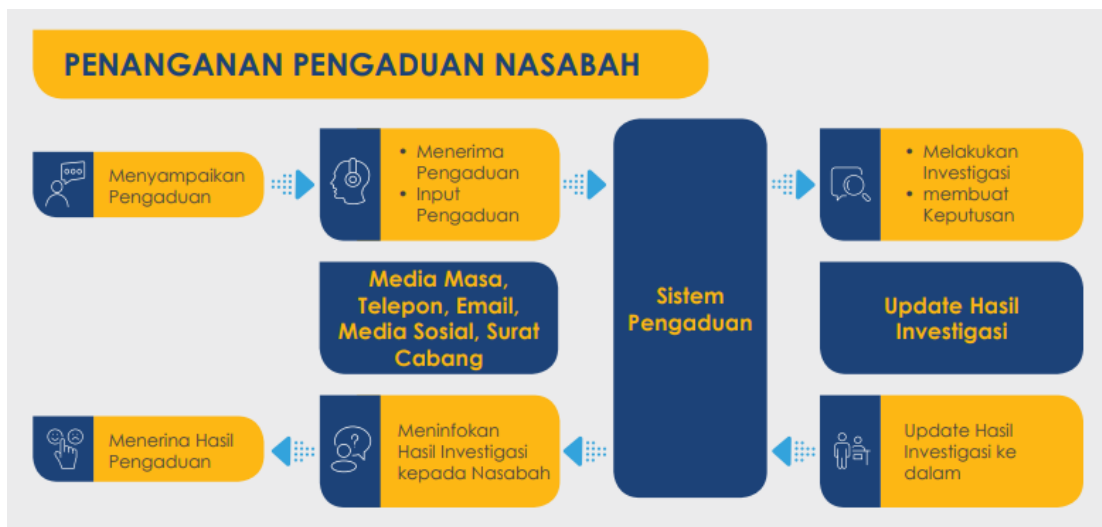 PENANGANAN PENGADUAN NASABAH
Menyampaikan
Pengaduan
• Menerima
Pengaduan
• Input
Pengaduan
Sistem
Pengaduan
• Melakukan
Investigasi
• membuat
Keputusan
Media Masa,
Telepon, Email,
Media Sosial, Surat
Cabang
Update Hasil
Investigasi
Menerina Hasil
Pengaduan
Meninfokan
Hasil Investigasi
kepada Nasabah
Update Hasil
Investigasi ke
dalam